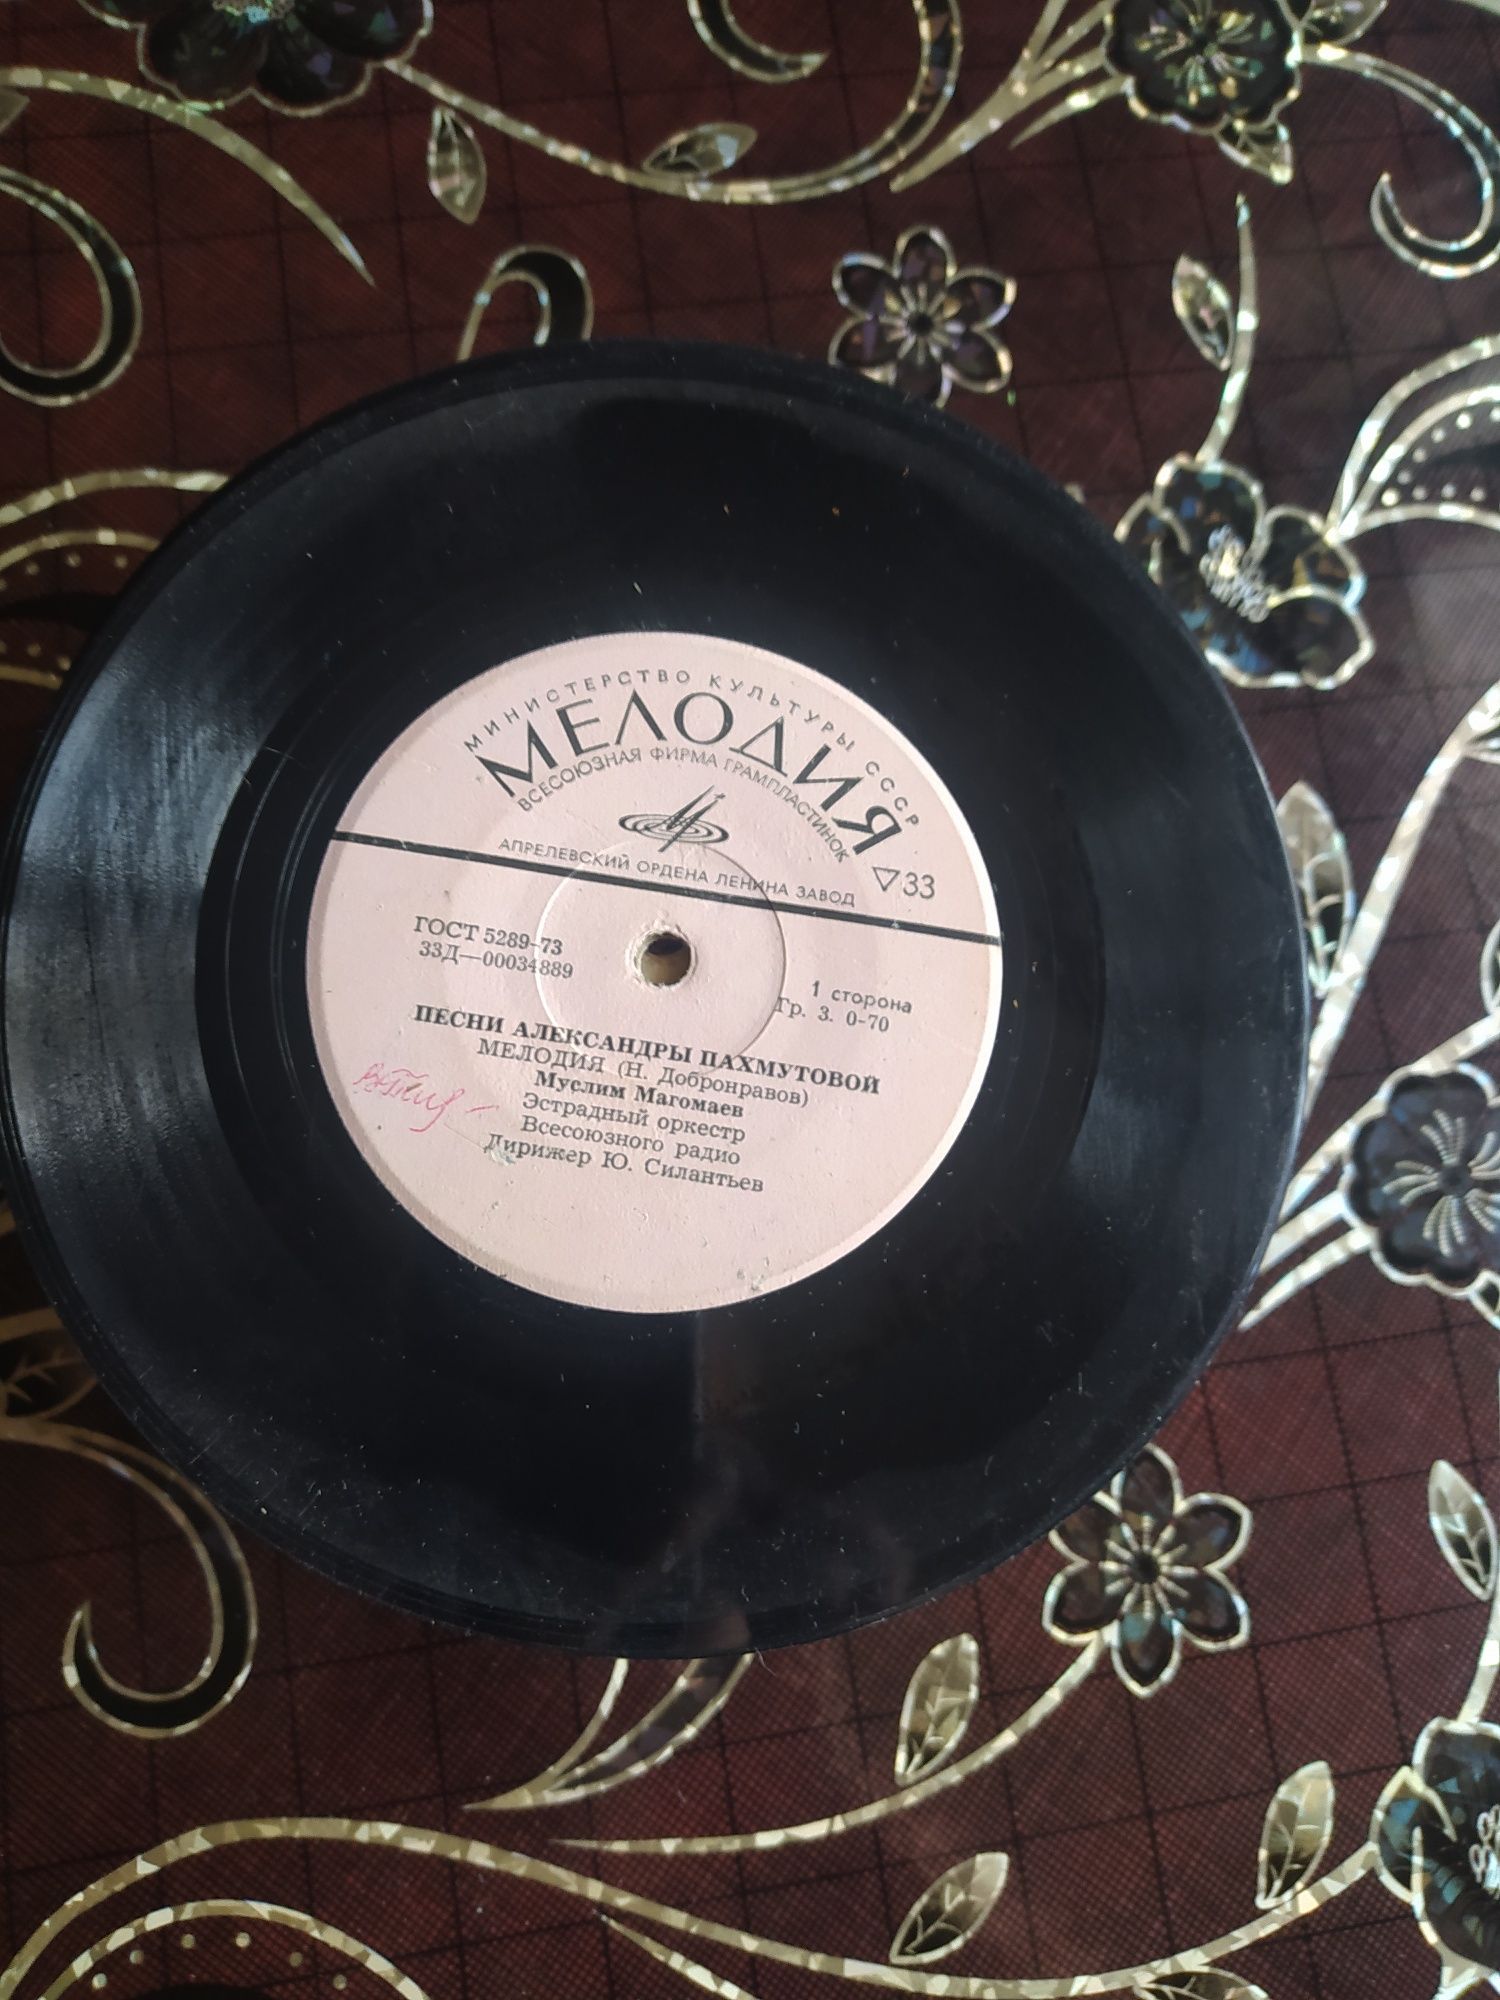 МИНИСТЕРСТВО КУЛЬТУРЫ СССР
МЕЛОДИЯ
ВСЕСОЮЗНАЯ ФИРМА ГРАМПЛАСТИНОК
АПРЕЛЕВСКИЙ ОРДЕНА ЛЕНИНА ЗАВОД
▽33
ГОСТ 5289-73
33Д—00034889
1 сторона
Гр. 3. 0-70
ПЕСНИ АЛЕКСАНДРЫ ПАХМУТОВОЙ
МЕЛОДИЯ (Н. Добронравов)
Муслим Магомаев
Эстрадный оркестр
Всесоюзного радио
Дирижер Ю. Силантьев